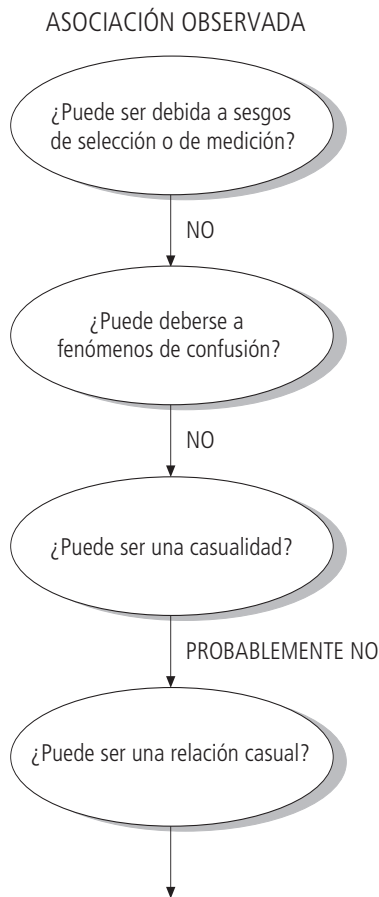 ASOCIACIÓN OBSERVADA
¿Puede ser debida a sesgos
de selección o de medición?
NO
¿Puede deberse a
fenómenos de confusión?
NO
¿Puede ser una casualidad?
PROBABLEMENTE NO
¿Puede ser una relación casual?